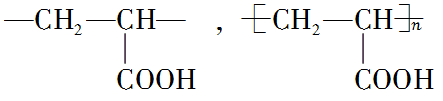 —CH₂—CH— , ⁅CH₂—CH⁆ₙ
COOH COOH